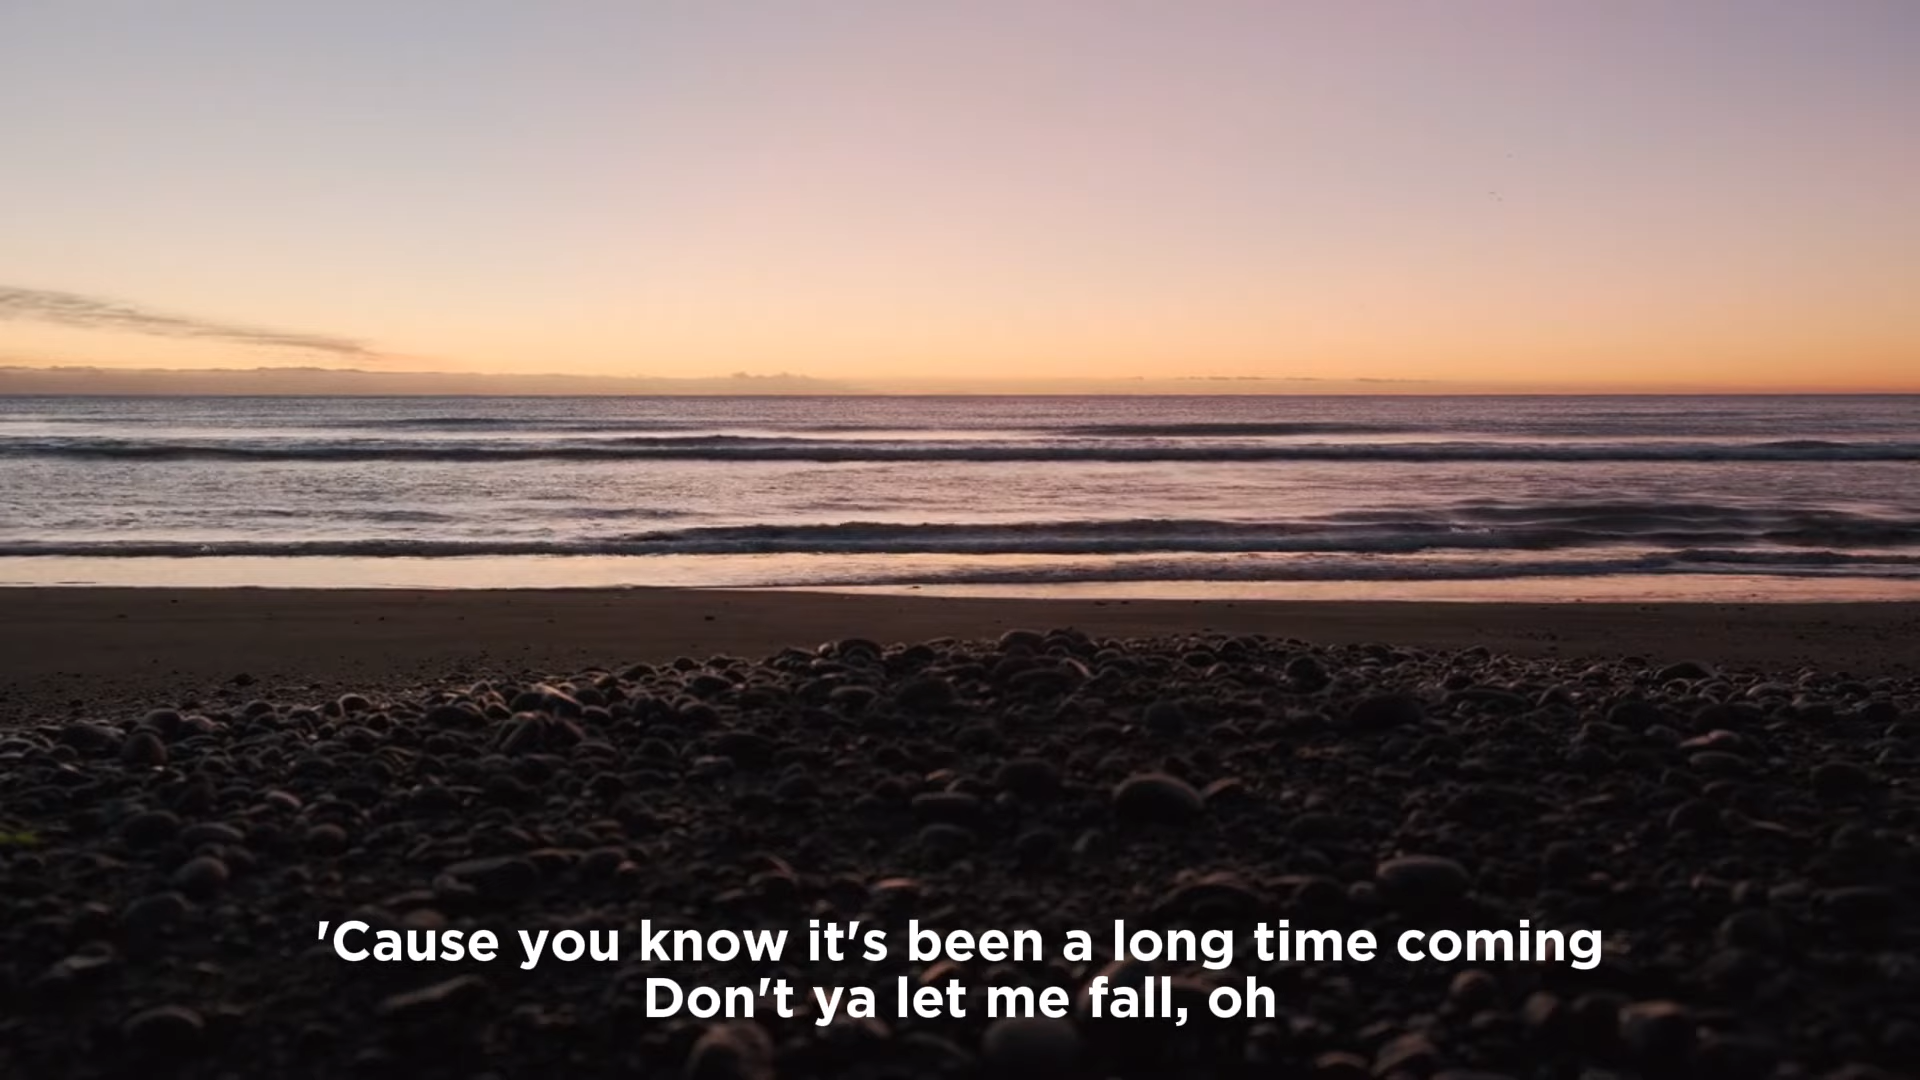 'Cause you know it's been a long time coming
Don't ya let me fall, oh